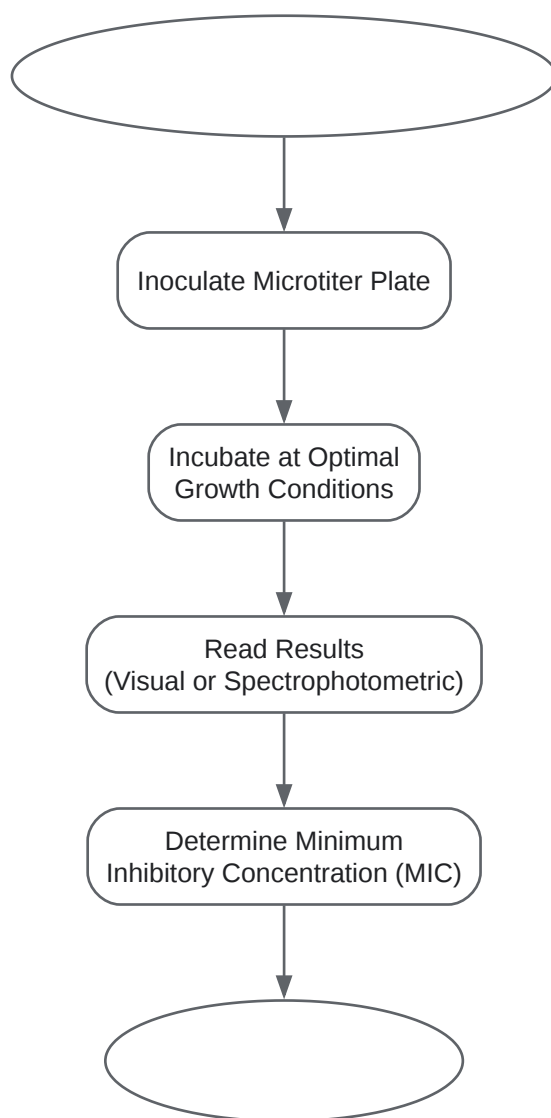 Inoculate Microtiter Plate
Incubate at Optimal
Growth Conditions
Read Results
(Visual or Spectrophotometric)
Determine Minimum
Inhibitory Concentration (MIC)